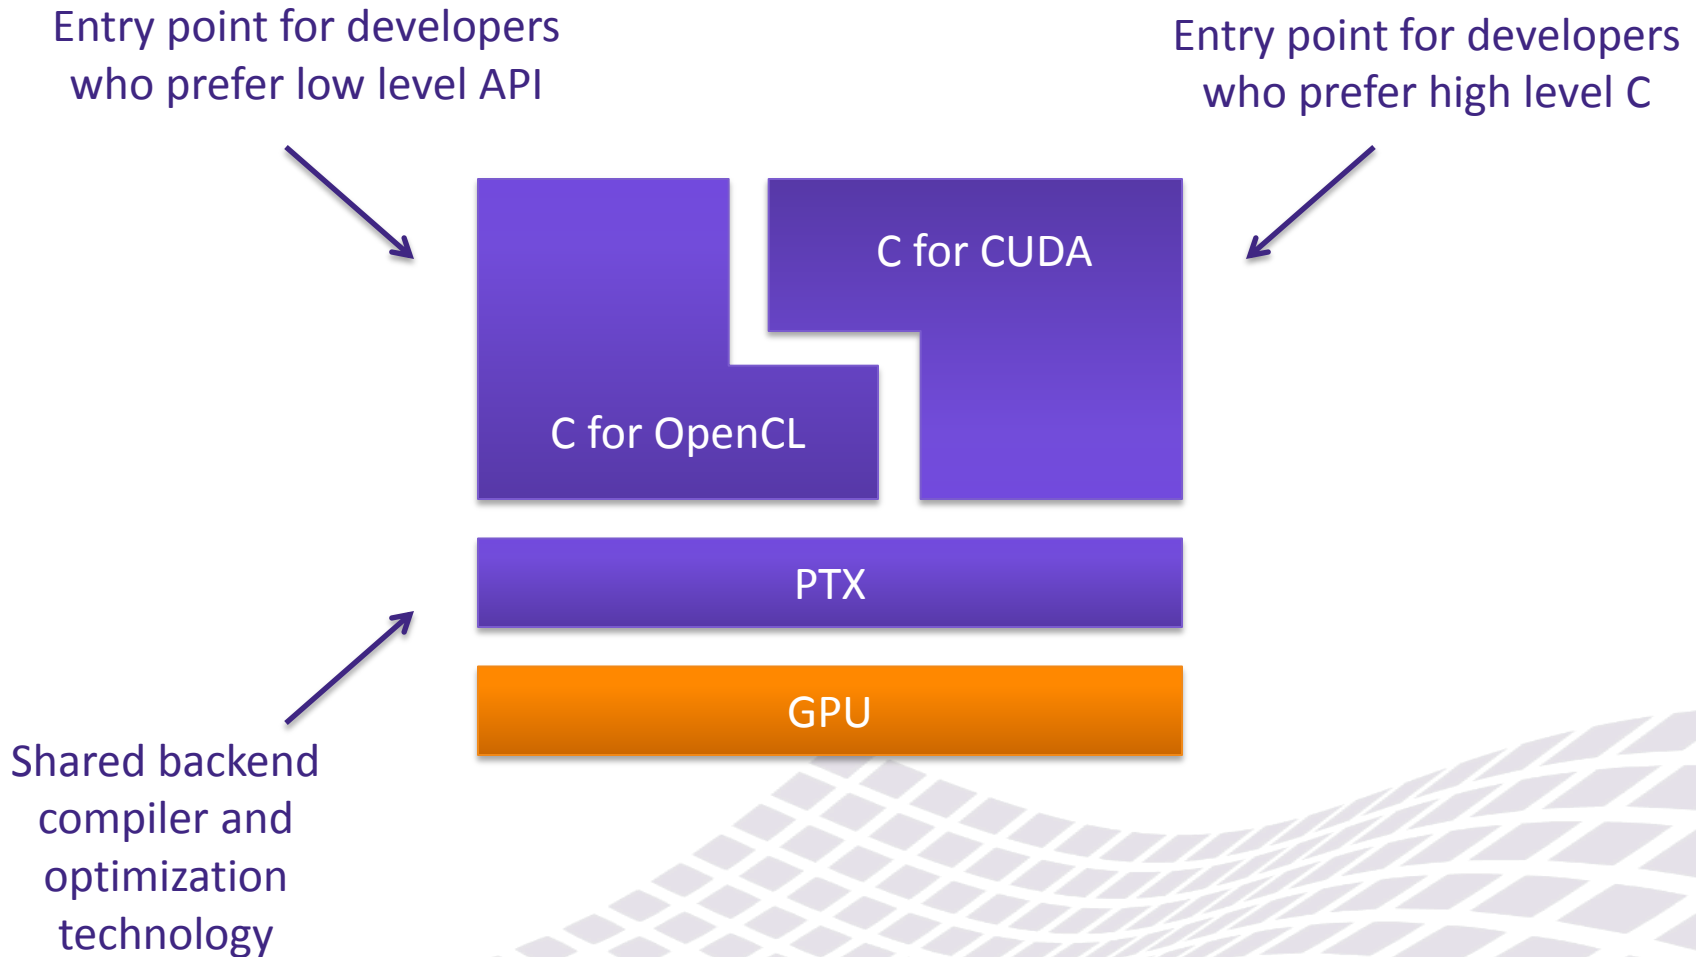 Entry point for developers
who prefer low level API
Entry point for developers
who prefer high level C
C for CUDA
C for OpenCL
PTX
GPU
Shared backend
compiler and
optimization
technology